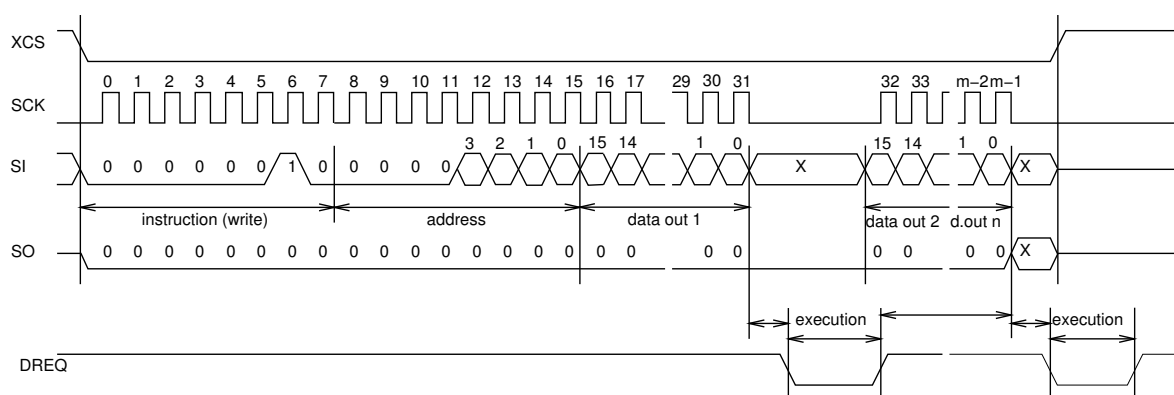 XCS
0 1 2 3 4 5 6 7 8 9 10 11 12 13 14 15 16 17 29 30 31 32 33 m-2 m-1
SCK
3 2 1 0 15 14 1 0 15 14 1 0
SI 0 0 0 0 0 0 1 0 0 0 0 0 X X
instruction (write) address data out 1 data out 2 d.out n
SO 0 0 0 0 0 0 0 0 0 0 0 0 0 0 0 0 0 0 0 0 0 0 0 0 X
execution execution
DREQ